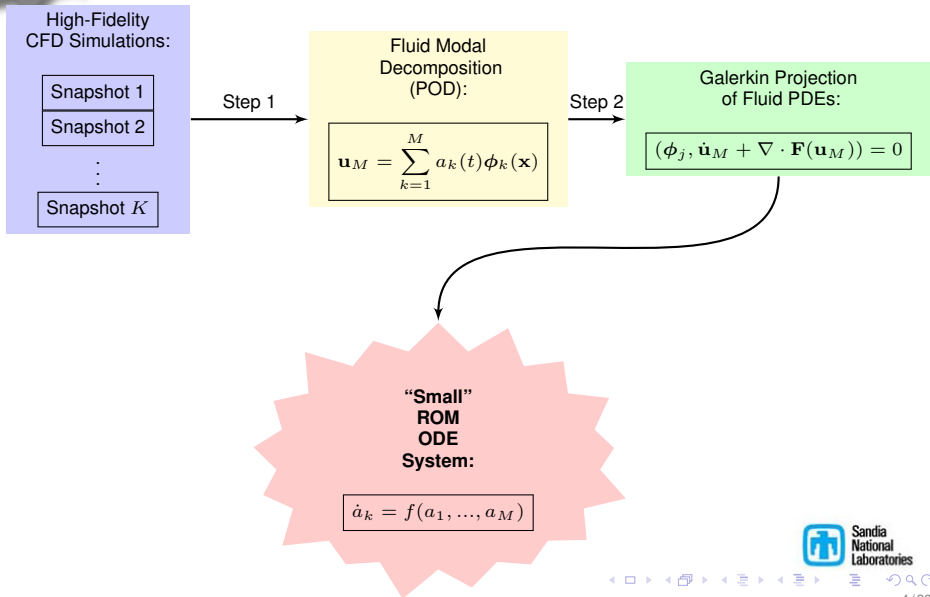 High-Fidelity
CFD Simulations:
Snapshot 1
Snapshot 2
⋮
Snapshot K
Step 1
Fluid Modal
Decomposition
(POD):
u_M = ∑_{k=1}^{M} a_k(t)ϕ_k(x)
Step 2
Galerkin Projection
of Fluid PDEs:
(ϕ_j, u̇_M + ∇ · F(u_M)) = 0
“Small”
ROM
ODE
System:
ȧ_k = f(a_1, ..., a_M)
Sandia
National
Laboratories